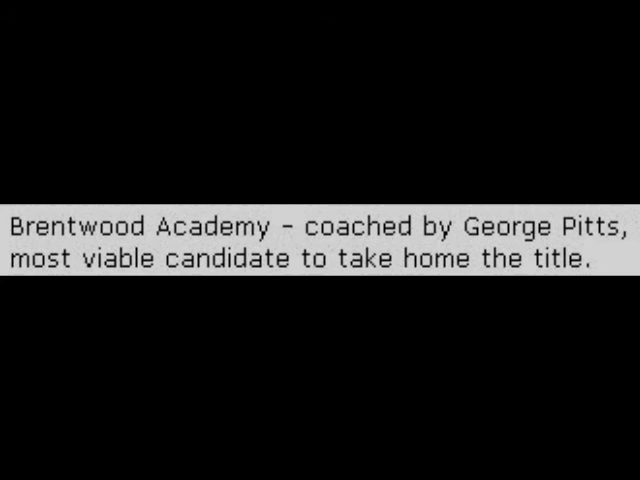 Brentwood Academy - coached by George Pitts,
most viable candidate to take home the title.